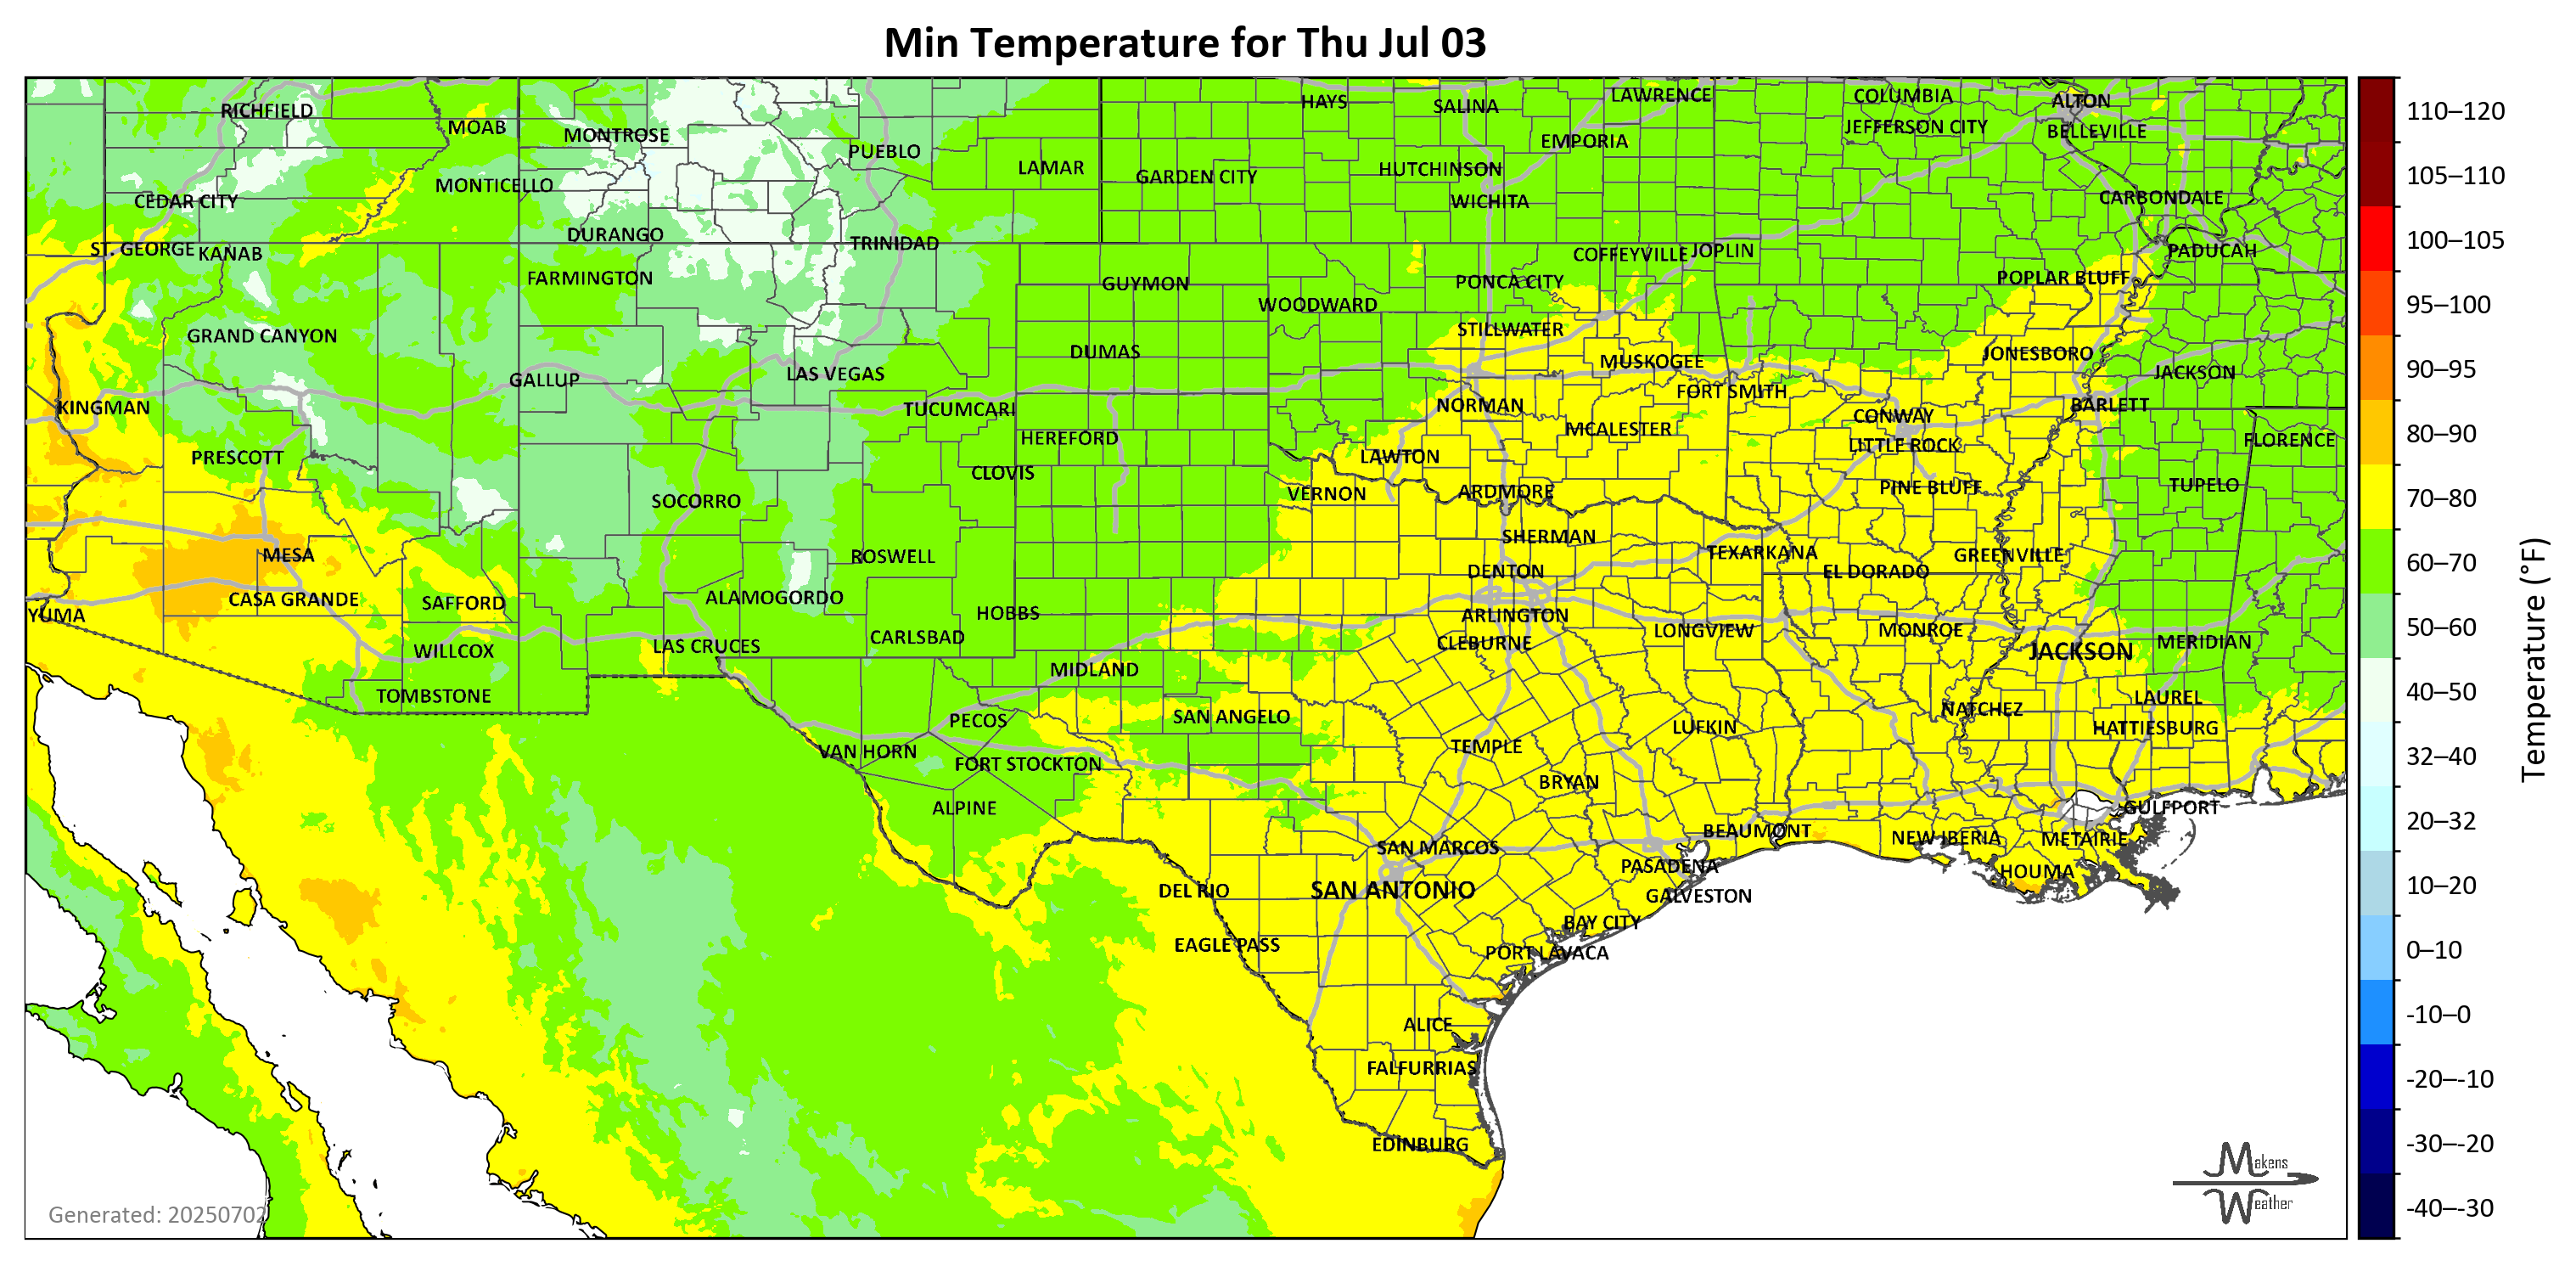 Min Temperature for Thu Jul 03
RICHFIELD
MOAB
MONTROSE
PUEBLO
LAMAR
HAYS
SALINA
LAWRENCE
COLUMBIA
ALTON
JEFFERSON CITY
BELLEVILLE
EMPORIA
GARDEN CITY
HUTCHINSON
WICHITA
MONTICELLO
CEDAR CITY
CARBONDALE
DURANGO
TRINIDAD
ST. GEORGE
KANAB
COFFEYVILLE
JOPLIN
PADUCAH
FARMINGTON
GUYMON
PONCA CITY
POPLAR BLUFF
WOODWARD
GRAND CANYON
STILLWATER
DUMAS
MUSKOGEE
JONESBORO
GALLUP
LAS VEGAS
JACKSON
FORT SMITH
KINGMAN
TUCUMCARI
NORMAN
CONWAY
BARLETT
HEREFORD
MCALESTER
LITTLE ROCK
FLORENCE
PRESCOTT
CLOVIS
LAWTON
SOCORRO
VERNON
ARDMORE
PINE BLUFF
TUPELO
SHERMAN
MESA
ROSWELL
TEXARKANA
GREENVILLE
DENTON
EL DORADO
CASA GRANDE
SAFFORD
ALAMOGORDO
HOBBS
YUMA
ARLINGTON
CARLSBAD
CLEBURNE
LONGVIEW
MONROE
MERIDIAN
WILLCOX
LAS CRUCES
JACKSON
MIDLAND
TOMBSTONE
LAUREL
PECOS
SAN ANGELO
NATCHEZ
HATTIESBURG
LUFKIN
VAN HORN
TEMPLE
FORT STOCKTON
BRYAN
ALPINE
GULFPORT
BEAUMONT
NEW IBERIA
METAIRIE
SAN MARCOS
PASADENA
HOUMA
DEL RIO
SAN ANTONIO
GALVESTON
BAY CITY
EAGLE PASS
PORT LAVACA
ALICE
FALFURRIAS
EDINBURG
Generated: 20250702
Makens
Weather
110–120
105–110
100–105
95–100
90–95
80–90
70–80
60–70
50–60
40–50
32–40
20–32
10–20
0–10
-10–0
-20–-10
-30–-20
-40–-30
Temperature (°F)